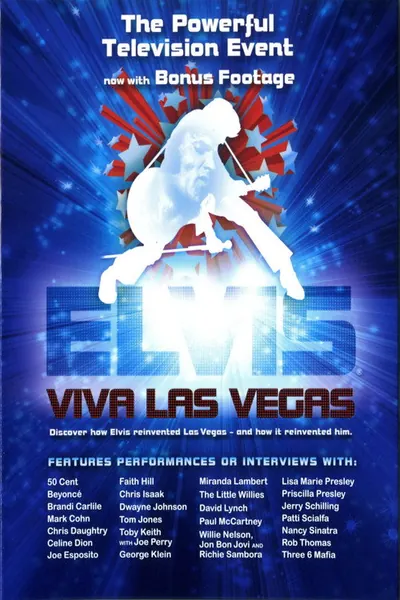 The Powerful
Television Event
now with Bonus Footage
ELVIS
VIVA LAS VEGAS
Discover how Elvis reinvented Las Vegas - and how it reinvented him.
FEATURES PERFORMANCES OR INTERVIEWS WITH:
50 Cent
Beyoncé
Brandi Carlile
Mark Cohn
Chris Daughtry
Celine Dion
Joe Esposito
Faith Hill
Chris Isaak
Dwayne Johnson
Tom Jones
Toby Keith
WITH Joe Perry
George Klein
Miranda Lambert
The Little Willies
David Lynch
Paul McCartney
Willie Nelson,
Jon Bon Jovi AND
Richie Sambora
Lisa Marie Presley
Priscilla Presley
Jerry Schilling
Patti Scialfa
Nancy Sinatra
Rob Thomas
Three 6 Mafia